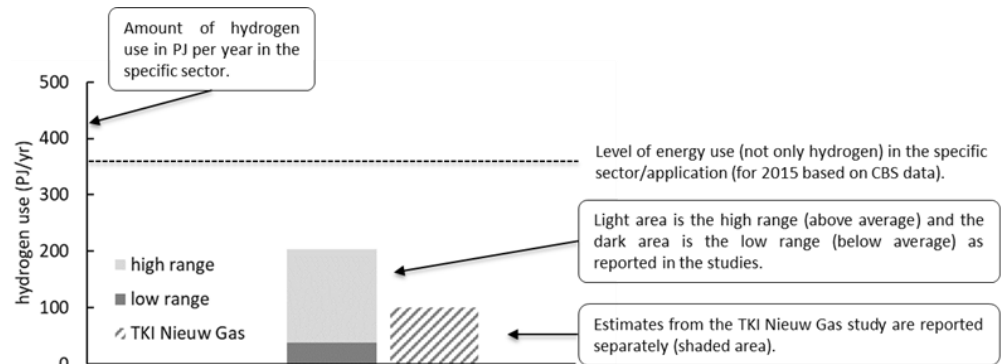 Amount of hydrogen
use in PJ per year in the
specific sector.
500
400
300
200
100
0
hydrogen use (PJ/yr)
high range
low range
TKI Nieuw Gas
Level of energy use (not only hydrogen) in the specific
sector/application (for 2015 based on CBS data).
Light area is the high range (above average) and the
dark area is the low range (below average) as
reported in the studies.
Estimates from the TKI Nieuw Gas study are reported
separately (shaded area).